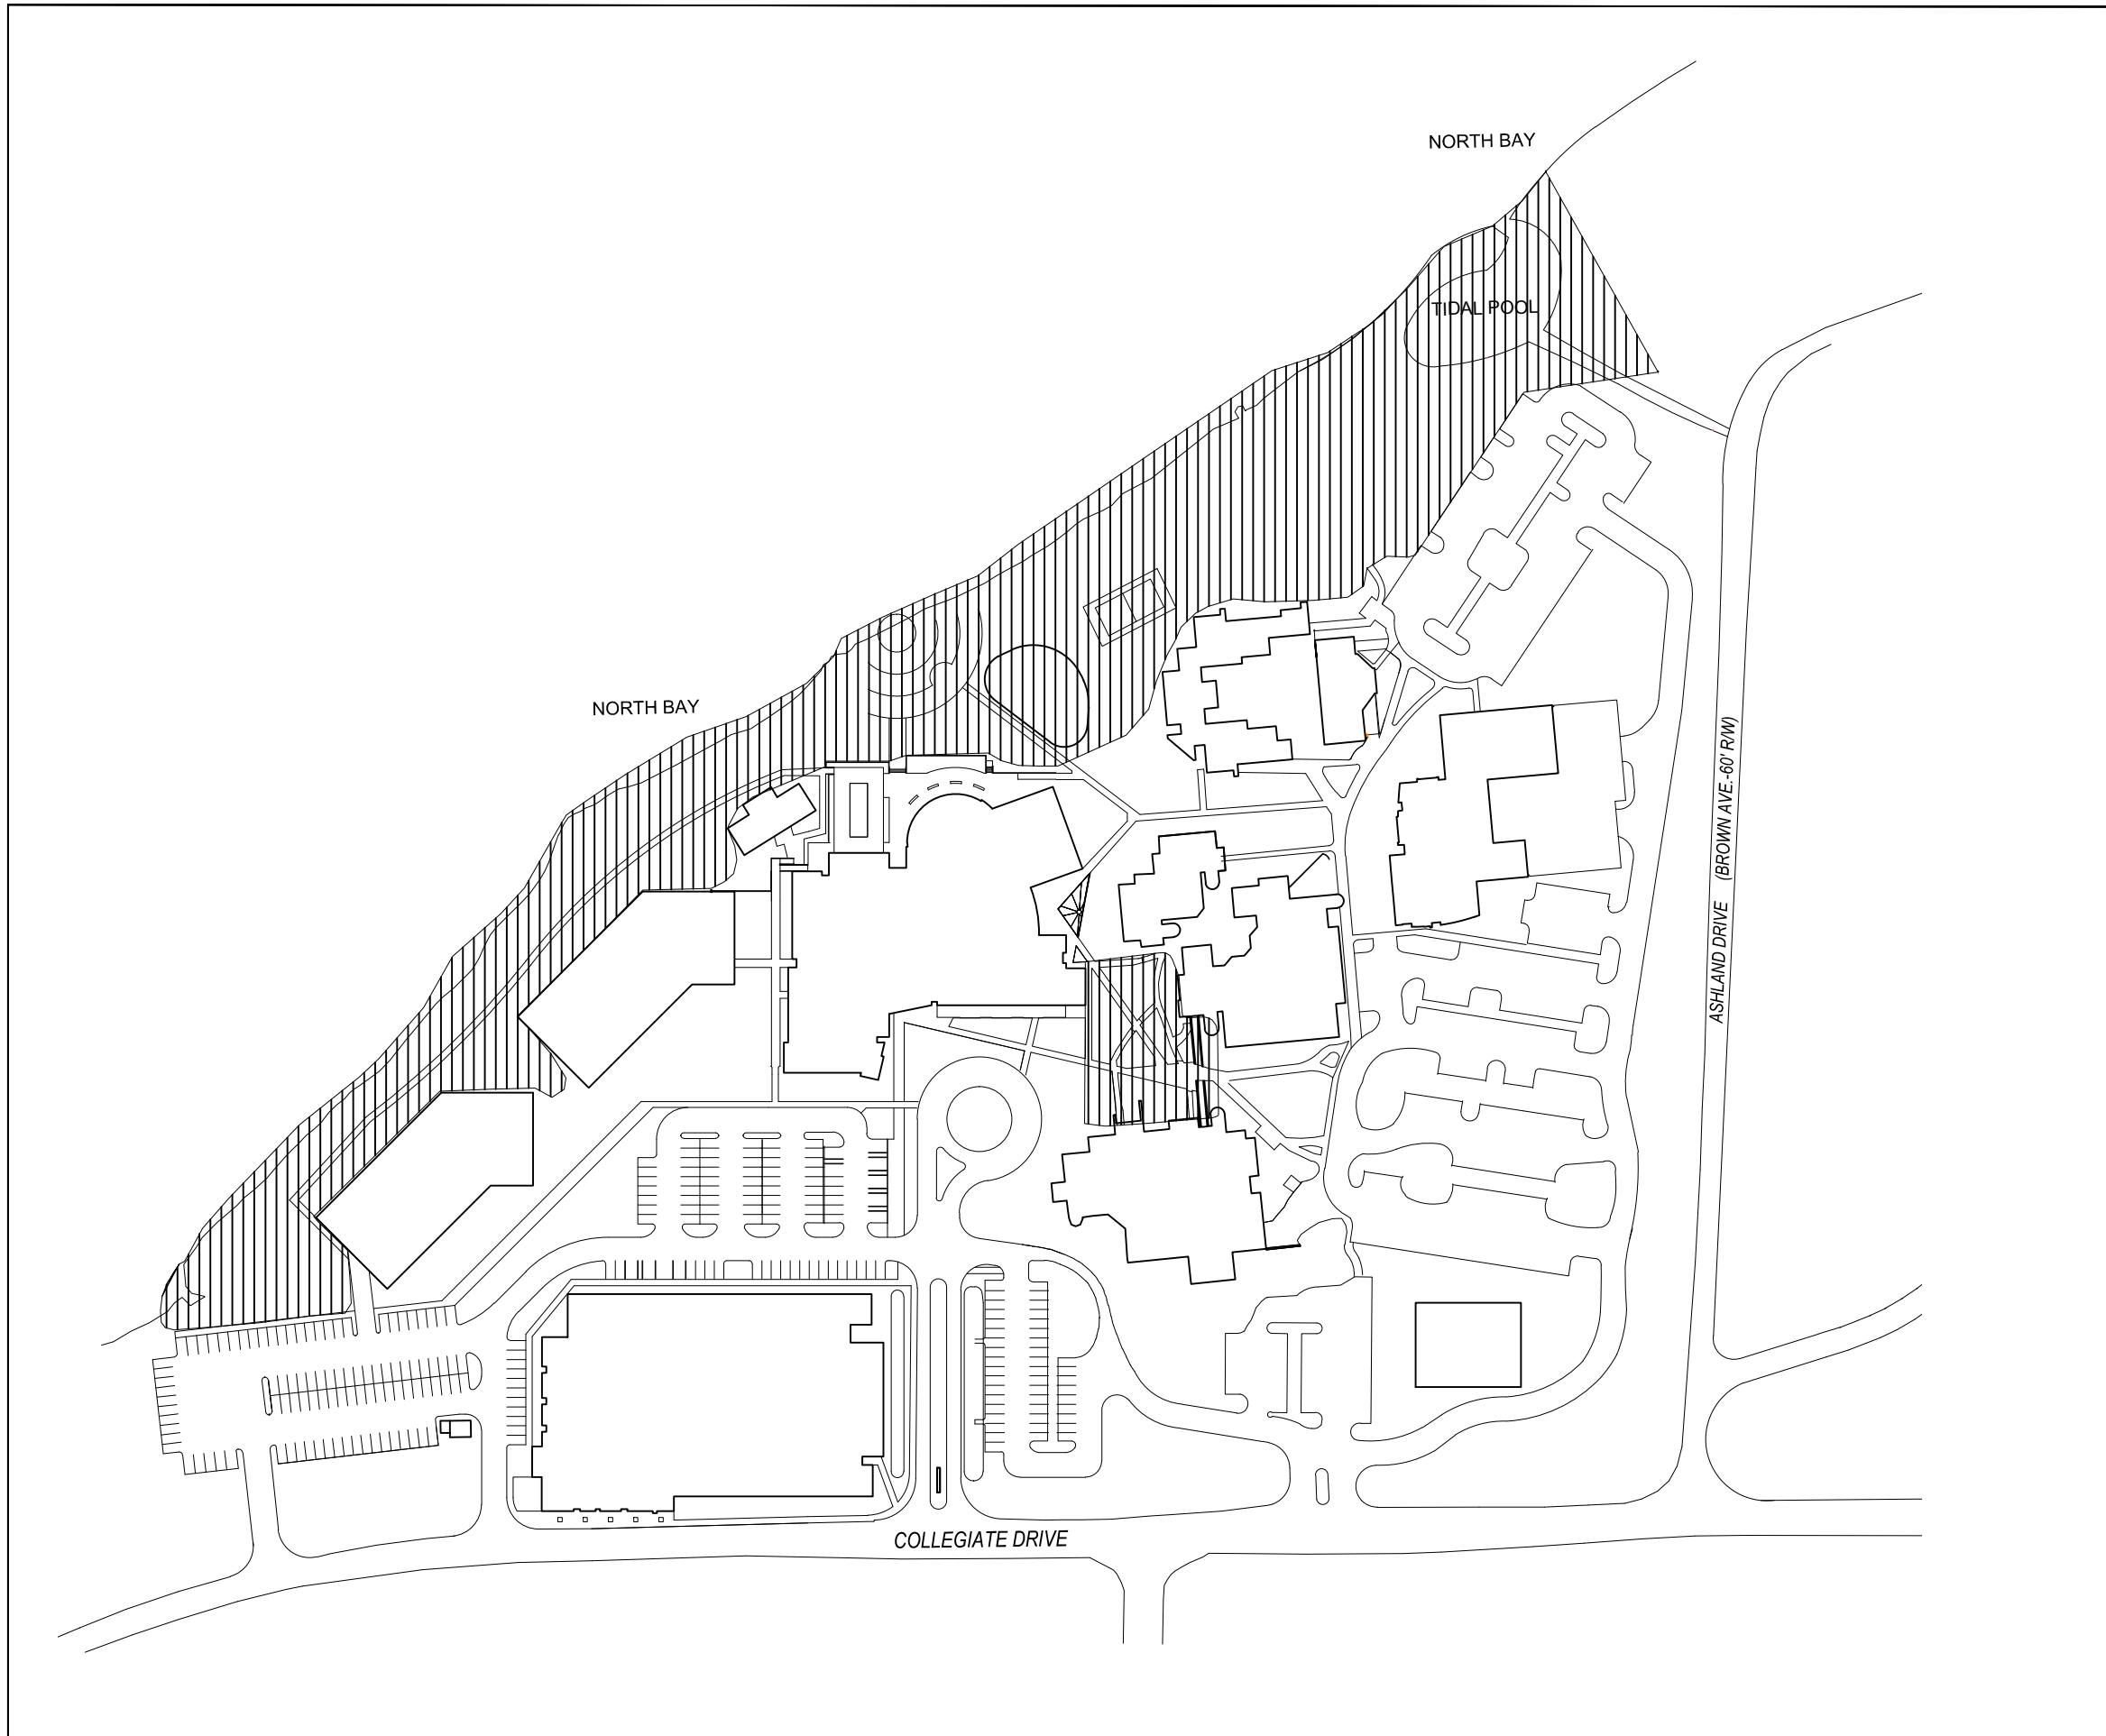 NORTH BAY
TIDAL POOL
NORTH BAY
ASHLAND DRIVE (BROWN AVE.-60' R/W)
COLLEGIATE DRIVE